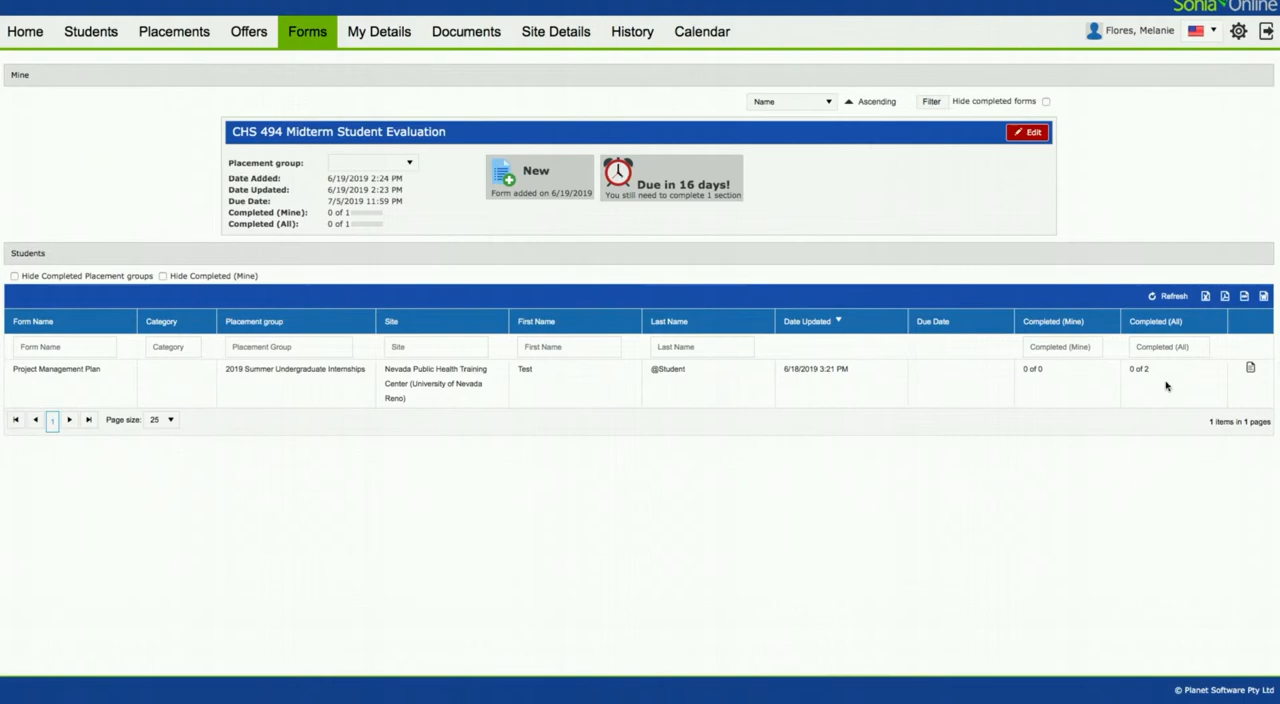 Sonia Online
Home Students Placements Offers Forms My Details Documents Site Details History Calendar Flores, Melanie
Mine
Name Ascending Filter Hide completed forms
CHS 494 Midterm Student Evaluation Edit
Placement group:
Date Added: 6/19/2019 2:24 PM
Date Updated: 6/19/2019 2:23 PM
Due Date: 7/5/2019 11:59 PM
Completed (Mine): 0 of 1
Completed (All): 0 of 1
New
Form added on 6/19/2019
Due in 16 days!
You still need to complete 1 section
Students
Hide Completed Placement groups Hide Completed (Mine)
Refresh
Form Name Category Placement group Site First Name Last Name Date Updated Due Date Completed (Mine) Completed (All)
Form Name Category Placement Group Site First Name Last Name Completed (Mine) Completed (All)
Project Management Plan 2019 Summer Undergraduate Internships Nevada Public Health Training Test @Student 6/18/2019 3:21 PM 0 of 0 0 of 2
Center (University of Nevada
Reno)
1 Page size: 25 1 items in 1 pages
© Planet Software Pty Ltd